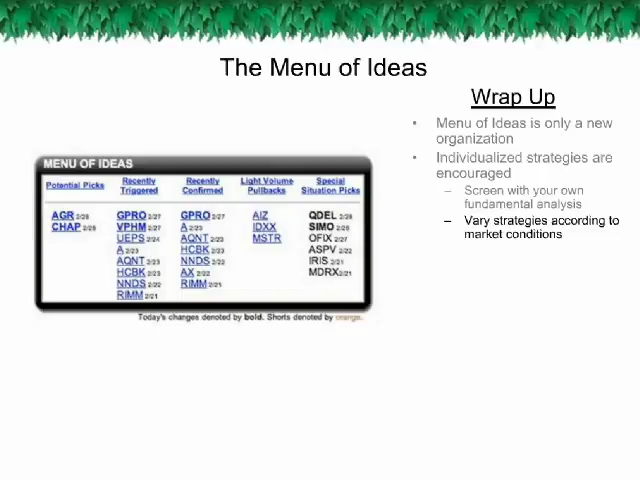 The Menu of Ideas
Wrap Up
• Menu of Ideas is only a new
organization
• Individualized strategies are
encouraged
– Screen with your own
fundamental analysis
– Vary strategies according to
market conditions
MENU OF IDEAS
Potential Picks
Recently Triggered
Recently Confirmed
Light Volume Pullbacks
Special Situation Picks
AGR 2/28 GPRO 2/27 GPRO 2/27 AIZ QDEL 2/28
CHAP 2/28 VPHM 2/27 A 2/23 IDXX SIMO 2/28
UEPS 2/24 AQNT 2/23 MSTR OFIX 2/27
A 2/23 HCBK 2/23 ASPV 2/22
AQNT 2/23 NNDS 2/22 IRIS 2/21
HCBK 2/23 AX 2/22 MDRX 2/21
NNDS 2/22 RIMM 2/21
RIMM 2/21
Today's changes denoted by bold. Shorts denoted by orange.